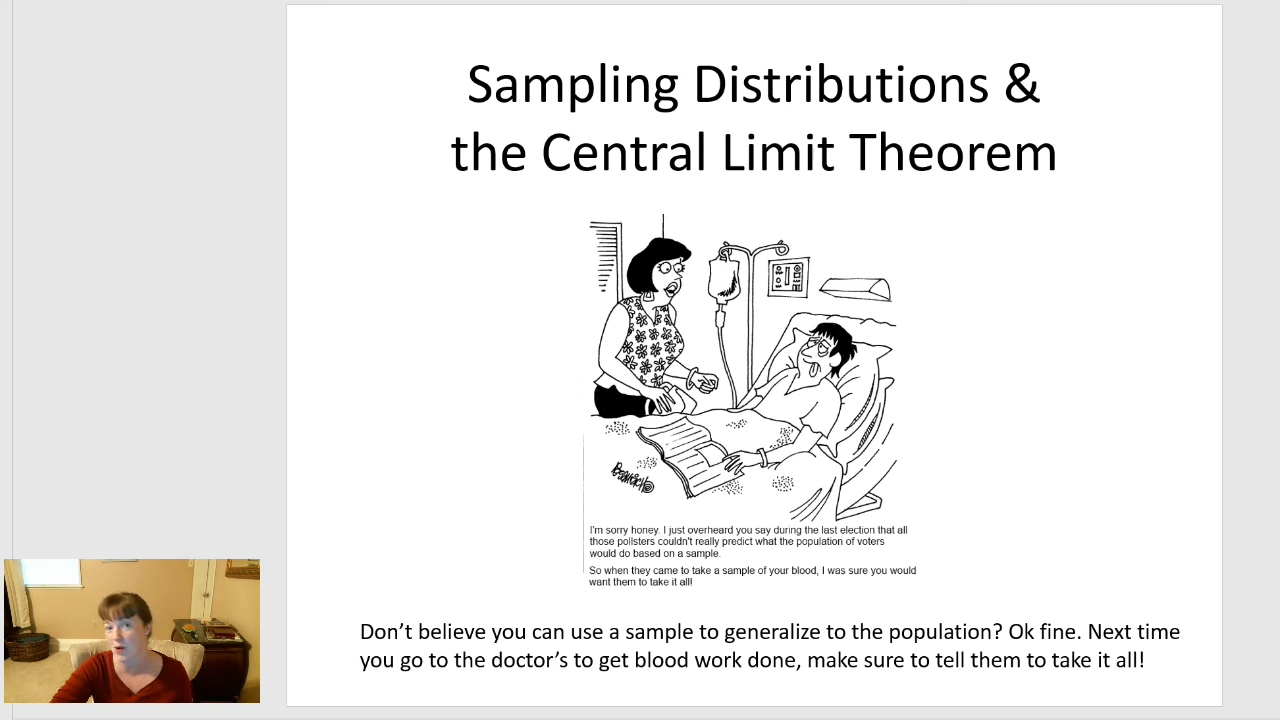 Sampling Distributions &
the Central Limit Theorem
I'm sorry honey. I just overheard you say during the last election that all
those pollsters couldn't really predict what the population of voters
would do based on a sample.
So when they came to take a sample of your blood, I was sure you would
want them to take it all!
Don't believe you can use a sample to generalize to the population? Ok fine. Next time
you go to the doctor's to get blood work done, make sure to tell them to take it all!